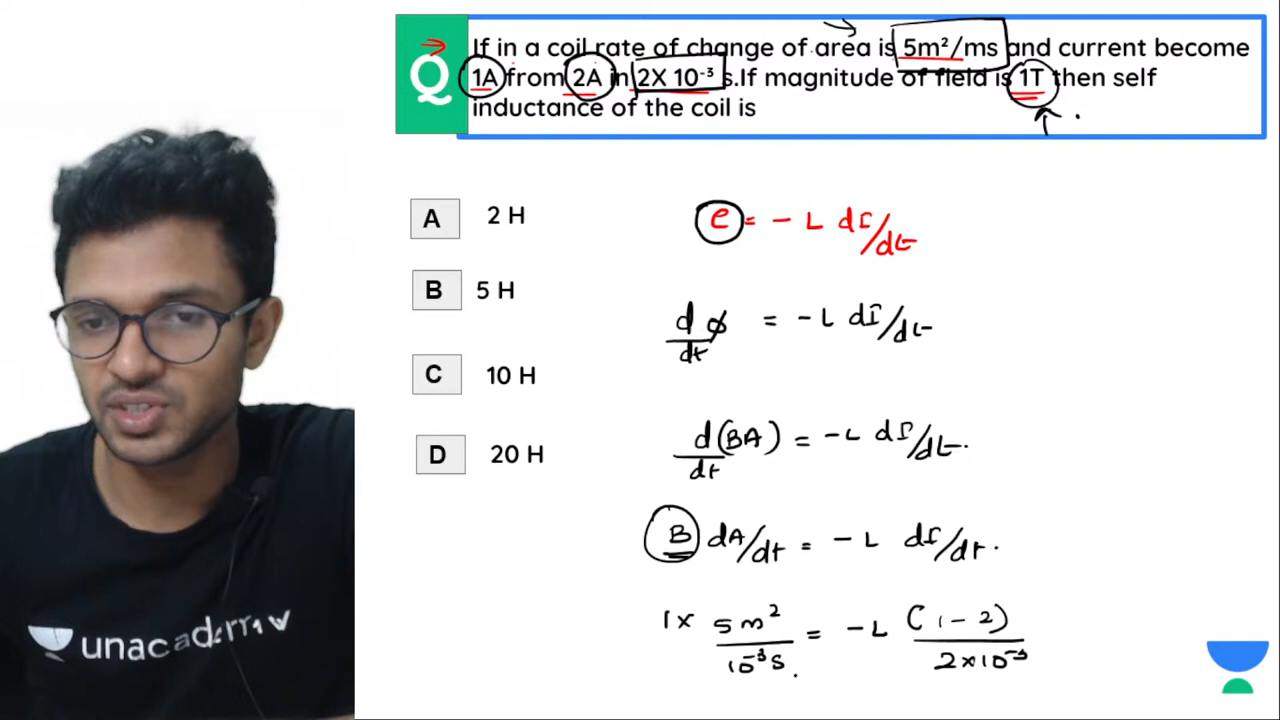 Q If in a coil rate of change of area is 5m²/ms and current become
1A from 2A in 2X 10⁻³ s.If magnitude of field is 1T then self
inductance of the coil is
A 2 H
B 5 H
C 10 H
D 20 H
e = - L dI/dt
d/dt φ = - L dI/dt
d/dt (BA) = - L dI/dt.
B dA/dt = - L dI/dt.
1 x 5m²/10⁻³s. = - L (1 - 2)/2x10⁻³
unacademy